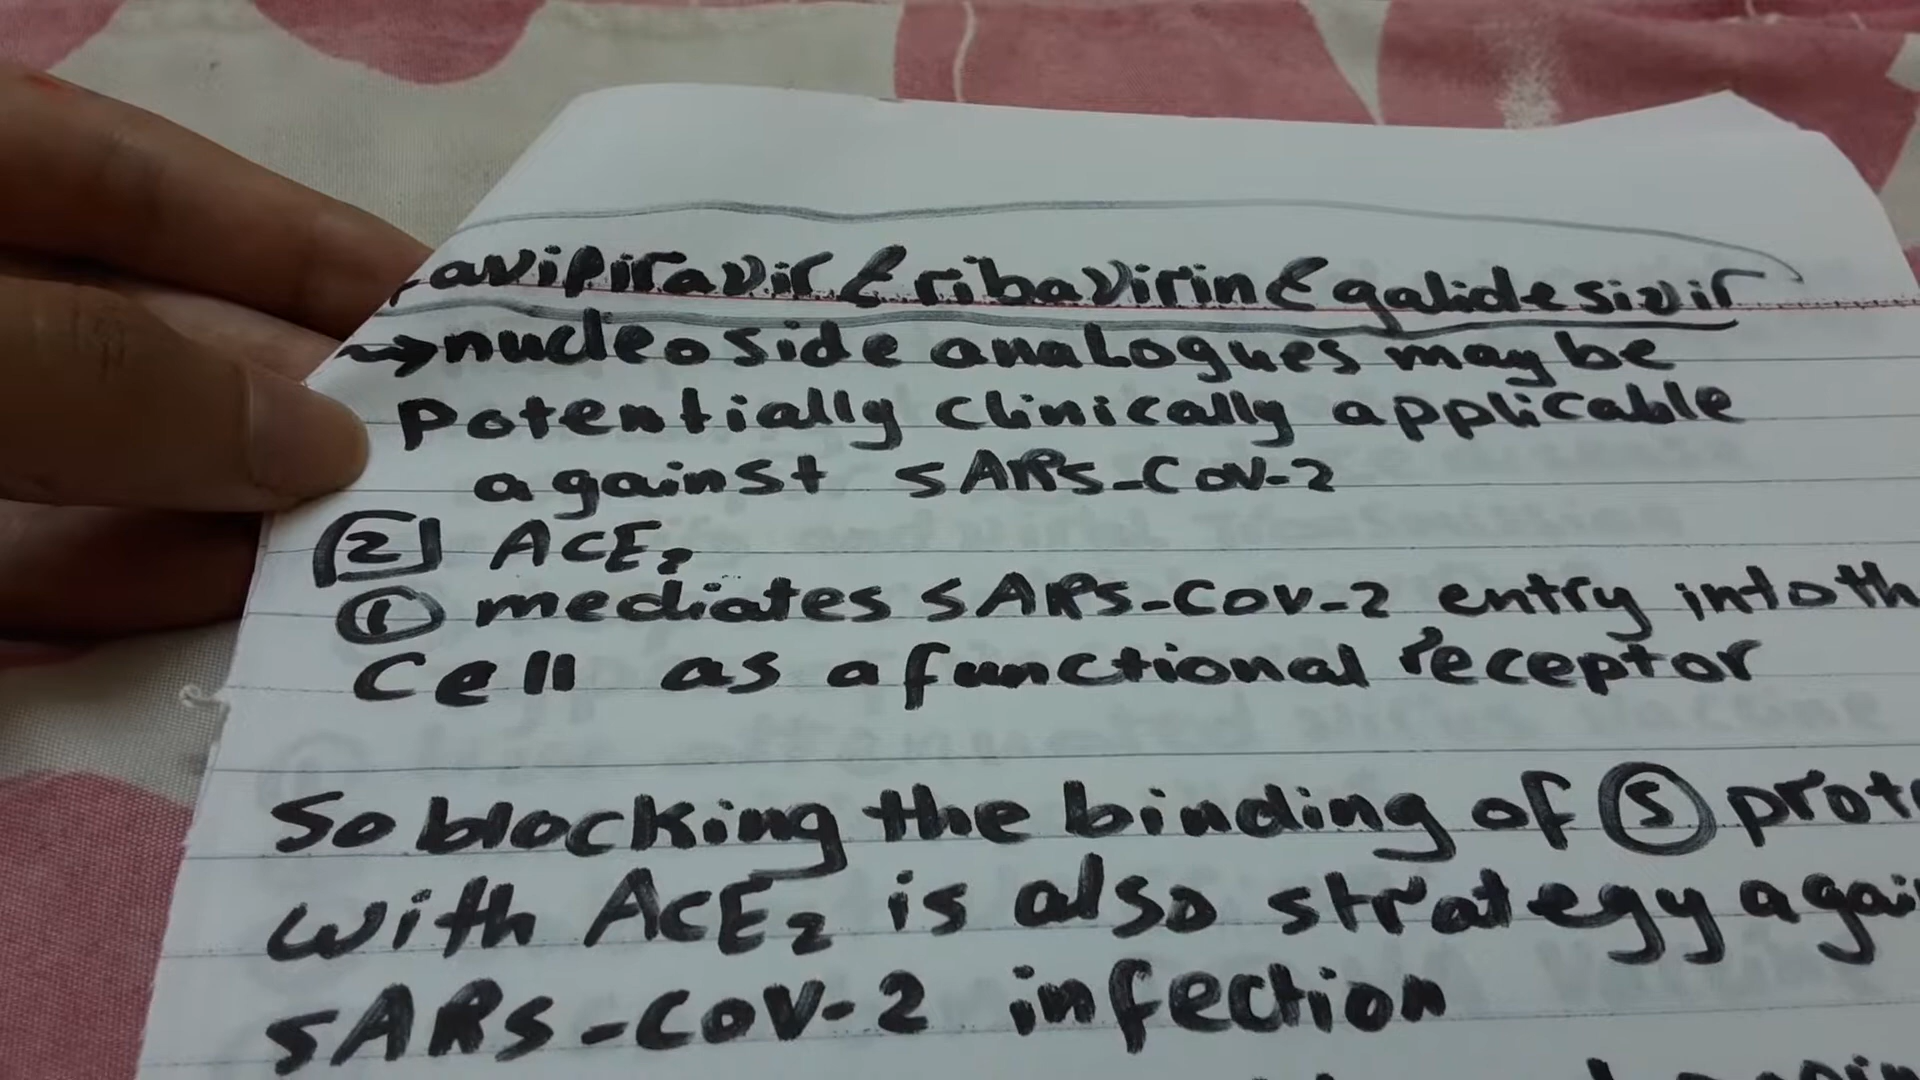 avipiravir & ribavirin & galidesivir
→nucleoside analogues may be
potentially clinically applicable
against SARS-CoV-2
[2] ACE2
① mediates SARS-CoV-2 entry into th
Cell as a functional receptor
So blocking the binding of Ⓢ prot
with ACE2 is also strategy agai
SARS-CoV-2 infection